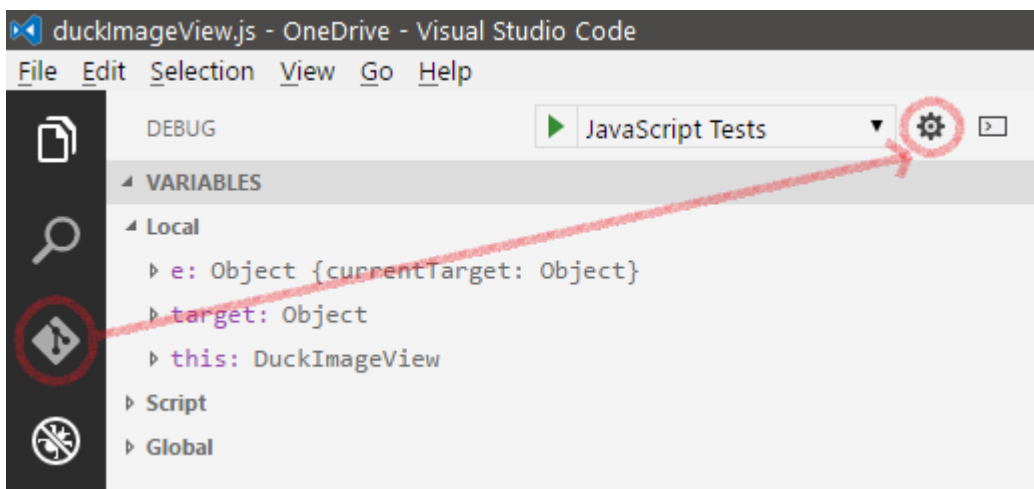 duckImageView.js - OneDrive - Visual Studio Code
File Edit Selection View Go Help
DEBUG JavaScript Tests
VARIABLES
Local
e: Object {currentTarget: Object}
target: Object
this: DuckImageView
Script
Global